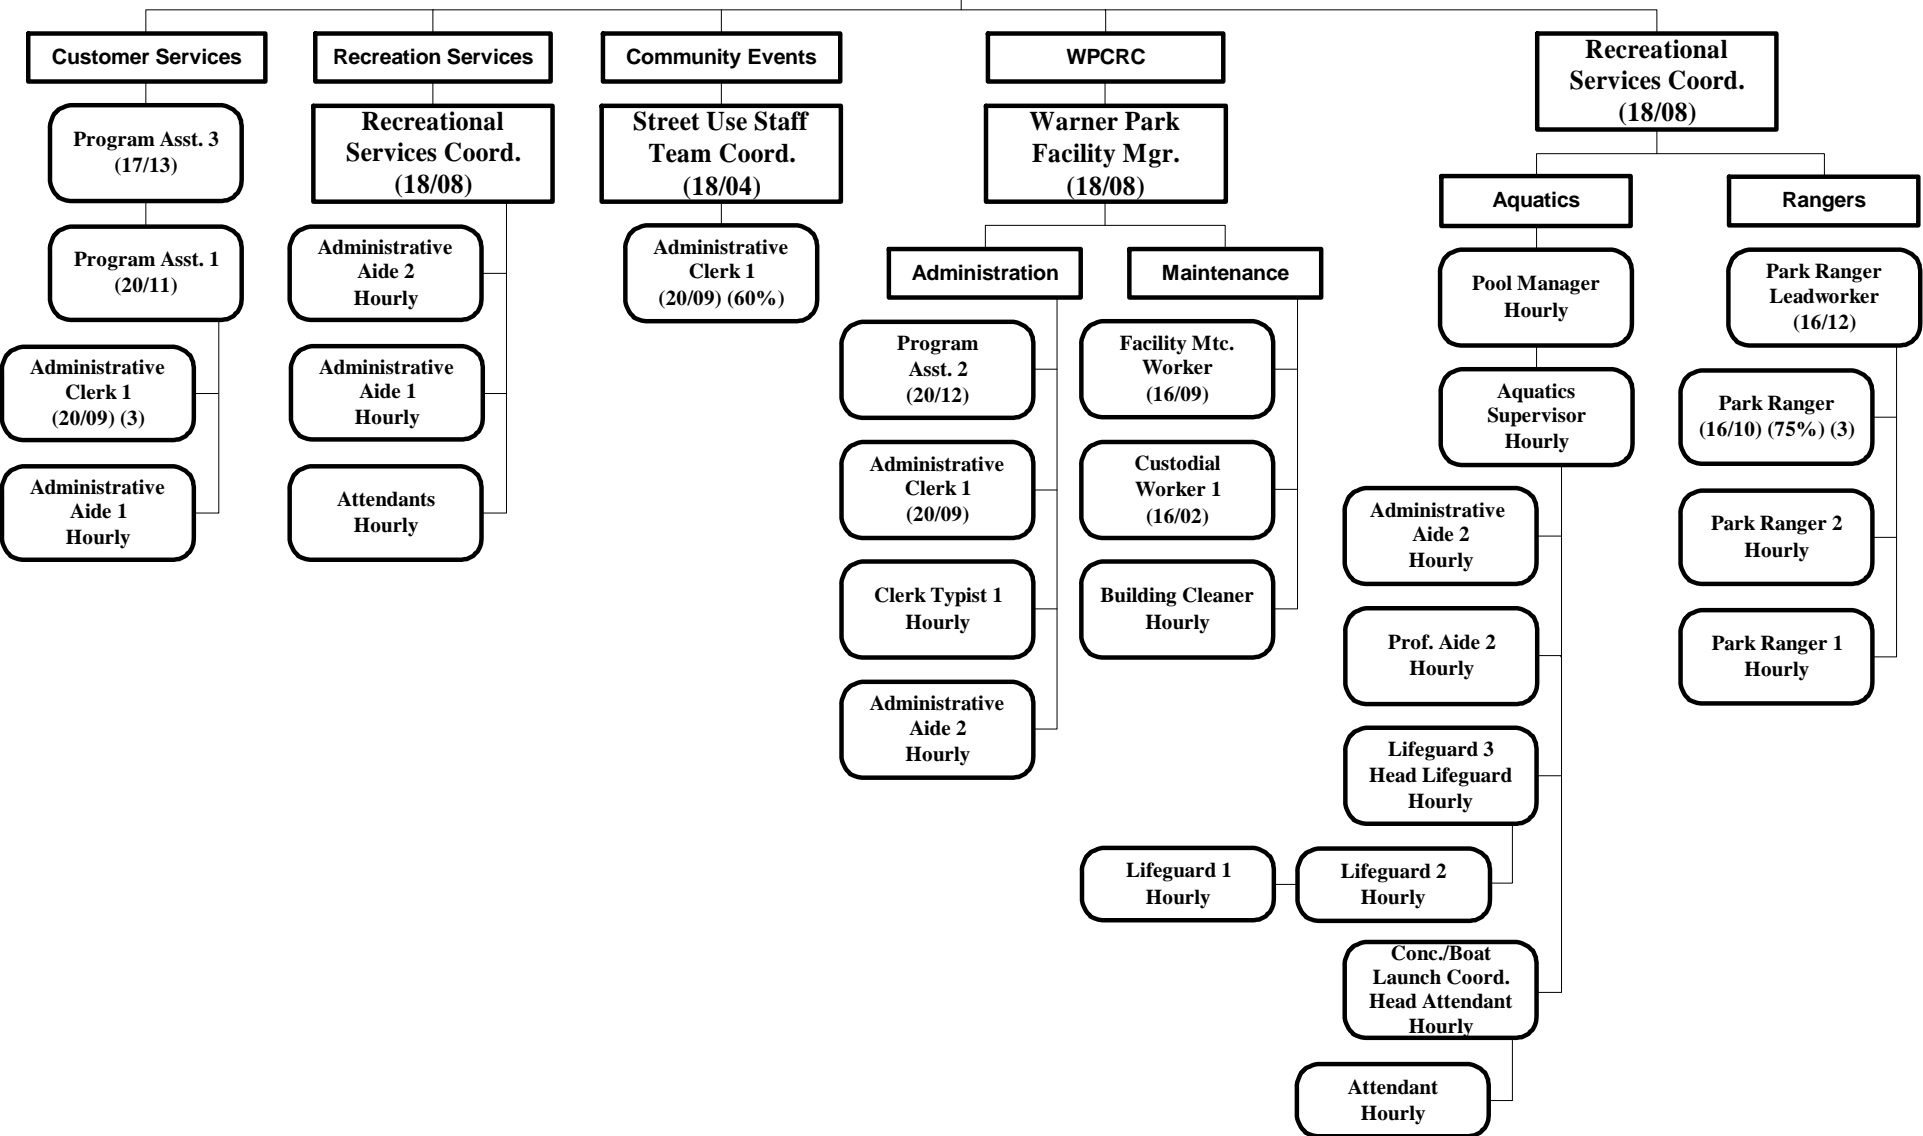 Customer Services
Program Asst. 3
(17/13)
Program Asst. 1
(20/11)
Administrative
Clerk 1
(20/09) (3)
Administrative
Aide 1
Hourly
Recreation Services
Recreational
Services Coord.
(18/08)
Administrative
Aide 2
Hourly
Administrative
Aide 1
Hourly
Attendants
Hourly
Community Events
Street Use Staff
Team Coord.
(18/04)
Administrative
Clerk 1
(20/09) (60%)
WPCRC
Warner Park
Facility Mgr.
(18/08)
Administration
Program
Asst. 2
(20/12)
Administrative
Clerk 1
(20/09)
Clerk Typist 1
Hourly
Administrative
Aide 2
Hourly
Maintenance
Facility Mtc.
Worker
(16/09)
Custodial
Worker 1
(16/02)
Building Cleaner
Hourly
Recreational
Services Coord.
(18/08)
Aquatics
Pool Manager
Hourly
Aquatics
Supervisor
Hourly
Administrative
Aide 2
Hourly
Prof. Aide 2
Hourly
Lifeguard 3
Head Lifeguard
Hourly
Lifeguard 2
Hourly
Lifeguard 1
Hourly
Conc./Boat
Launch Coord.
Head Attendant
Hourly
Attendant
Hourly
Rangers
Park Ranger
Leadworker
(16/12)
Park Ranger
(16/10) (75%) (3)
Park Ranger 2
Hourly
Park Ranger 1
Hourly